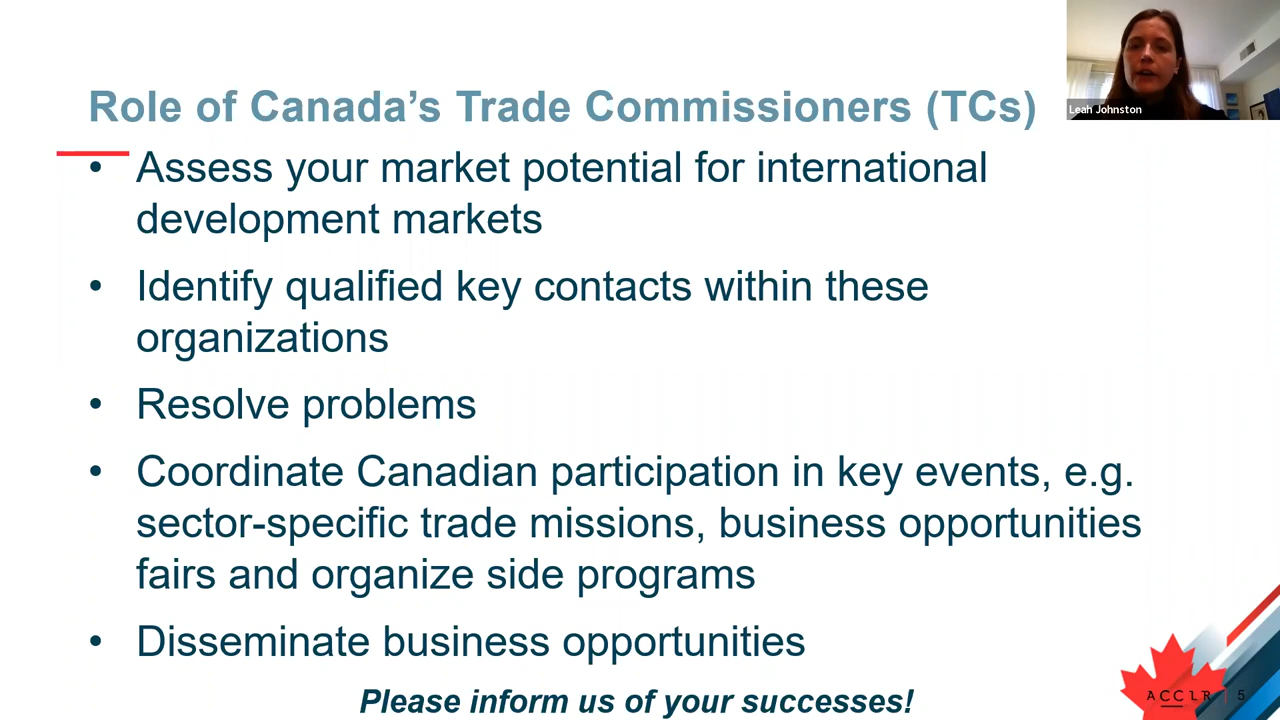 Role of Canada’s Trade Commissioners (TCs)
Leah Johnston
• Assess your market potential for international
development markets
• Identify qualified key contacts within these
organizations
• Resolve problems
• Coordinate Canadian participation in key events, e.g.
sector-specific trade missions, business opportunities
fairs and organize side programs
• Disseminate business opportunities
Please inform us of your successes!
5